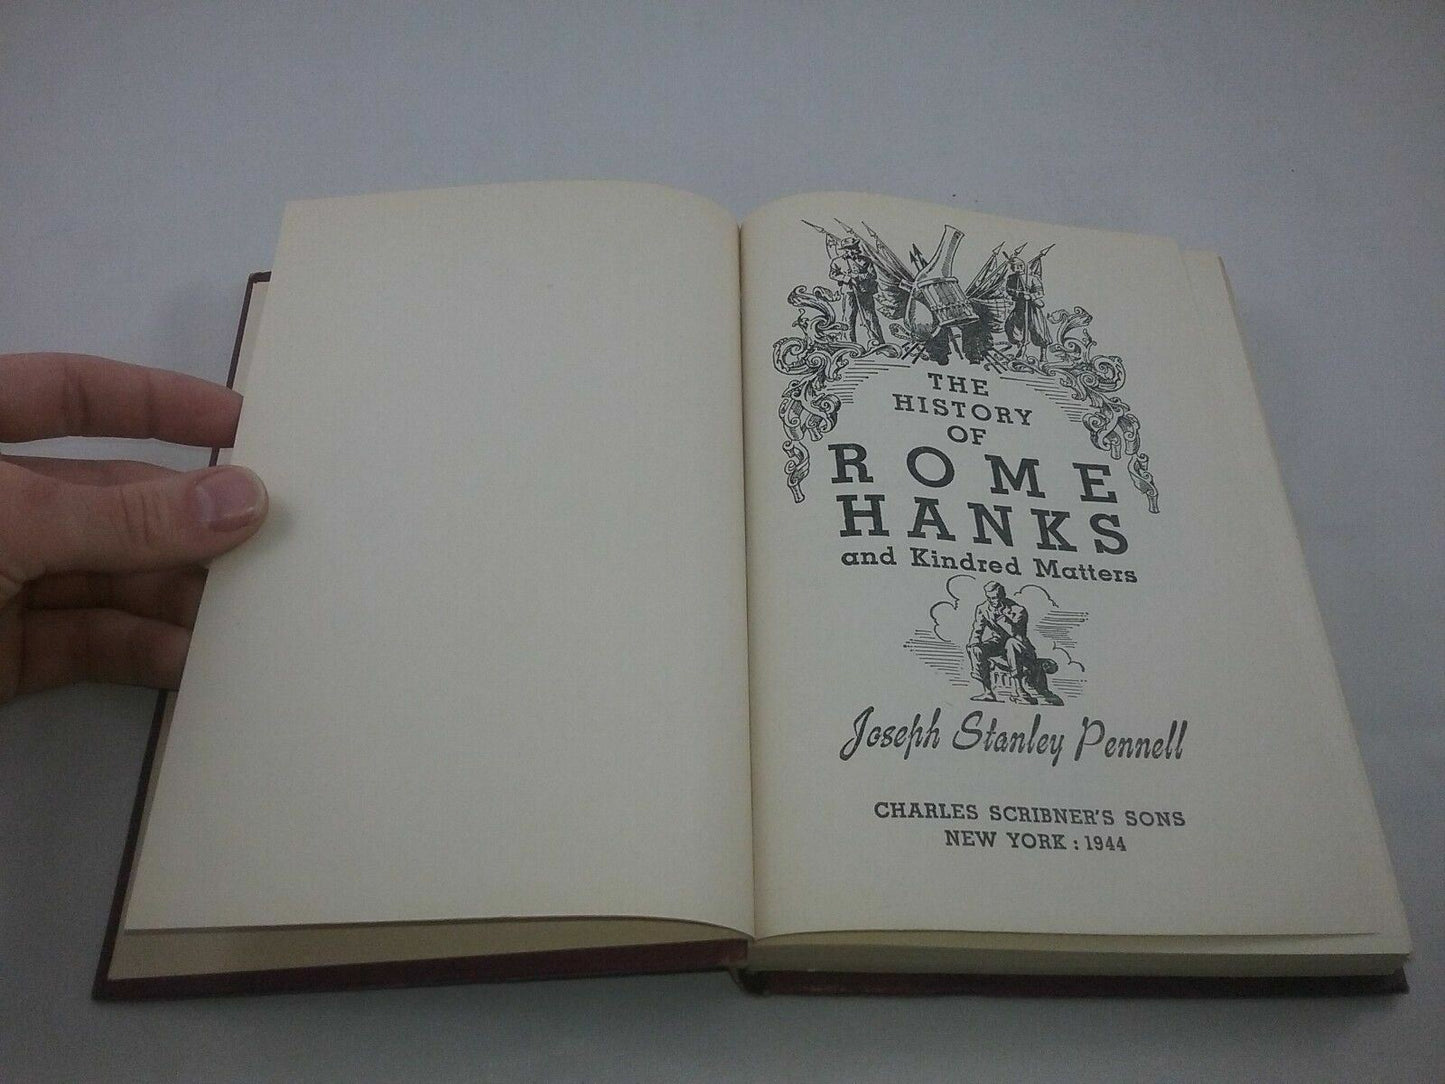 THE
HISTORY
OF
ROME
HANKS
and Kindred Matters
Joseph Stanley Pennell
CHARLES SCRIBNER'S SONS
NEW YORK : 1944